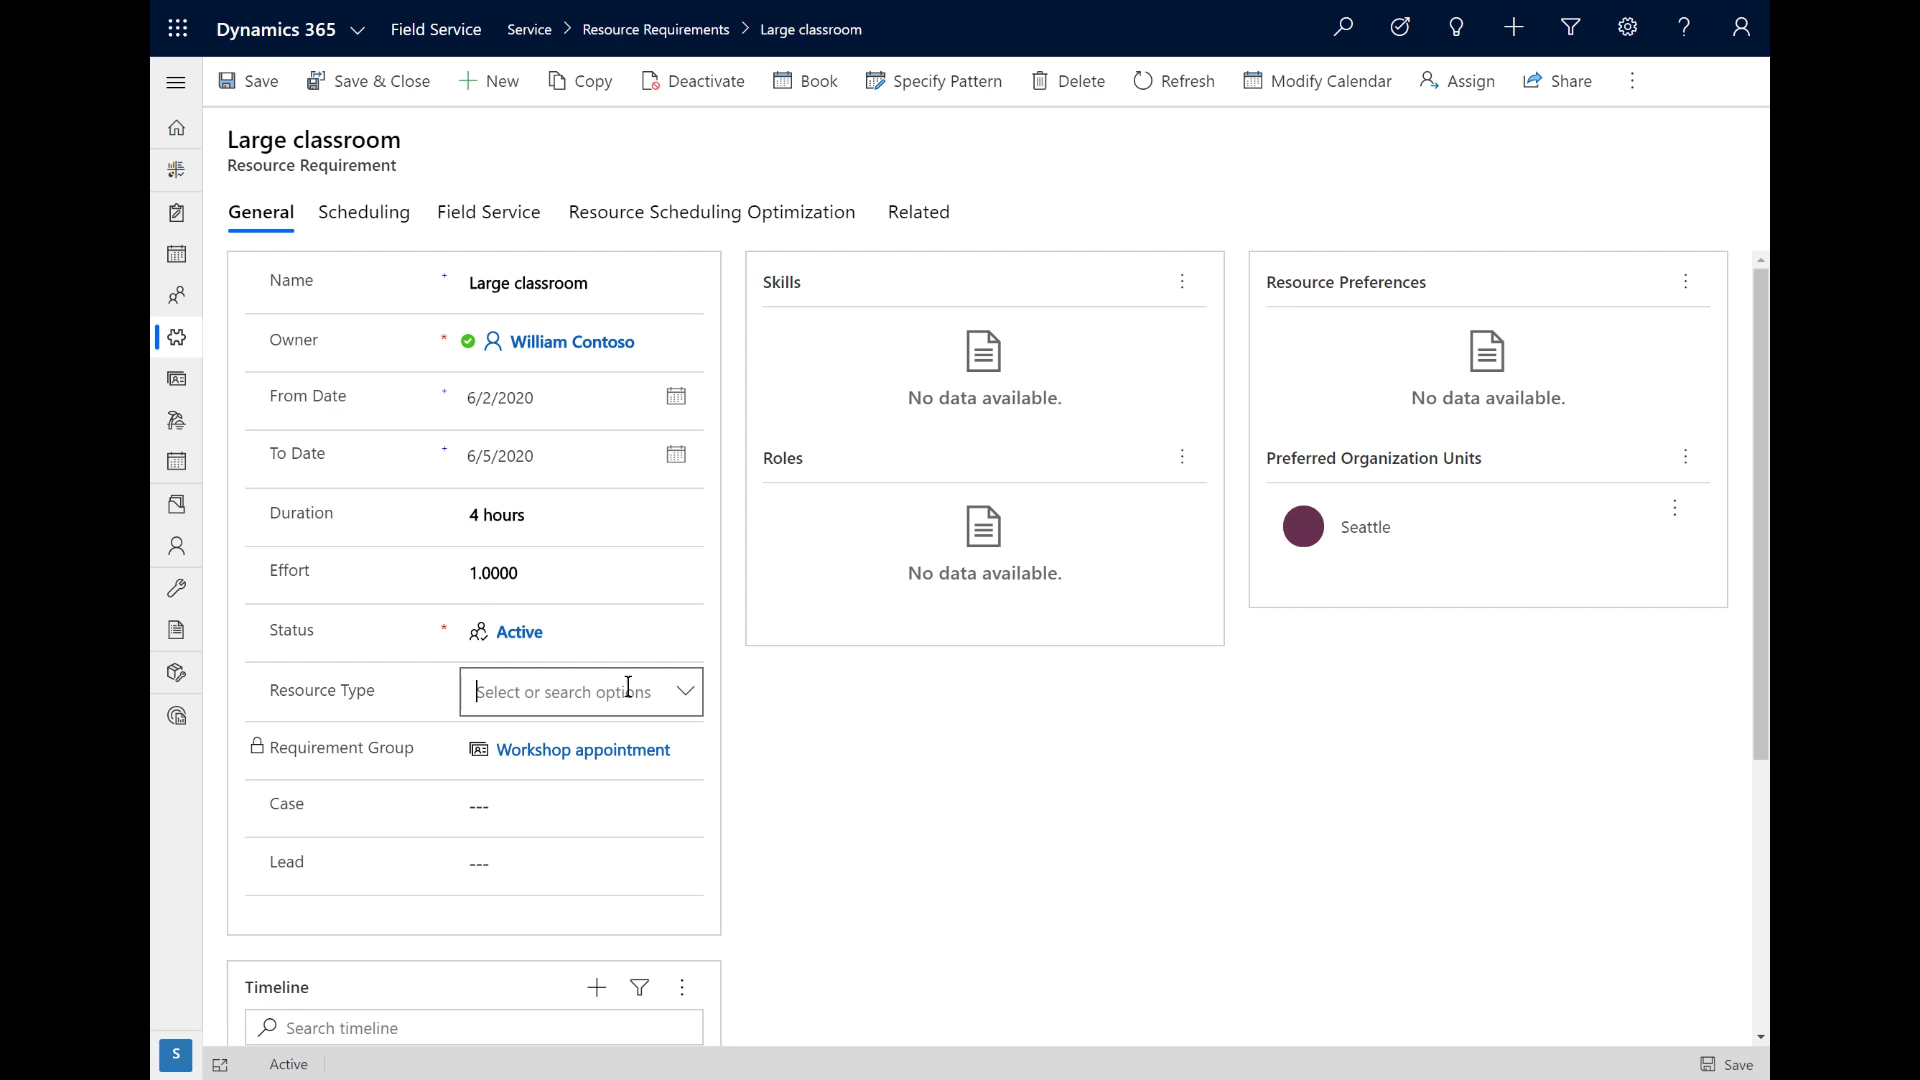 Dynamics 365 Field Service Service Resource Requirements Large classroom
Save Save & Close New Copy Deactivate Book Specify Pattern Delete Refresh Modify Calendar Assign Share
Large classroom
Resource Requirement
General Scheduling Field Service Resource Scheduling Optimization Related
Name + Large classroom
Owner * William Contoso
From Date + 6/2/2020
To Date + 6/5/2020
Duration 4 hours
Effort 1.0000
Status * Active
Resource Type Select or search options
Requirement Group Workshop appointment
Case ---
Lead ---
Skills
No data available.
Roles
No data available.
Resource Preferences
No data available.
Preferred Organization Units
Seattle
Timeline
Search timeline
S Active Save